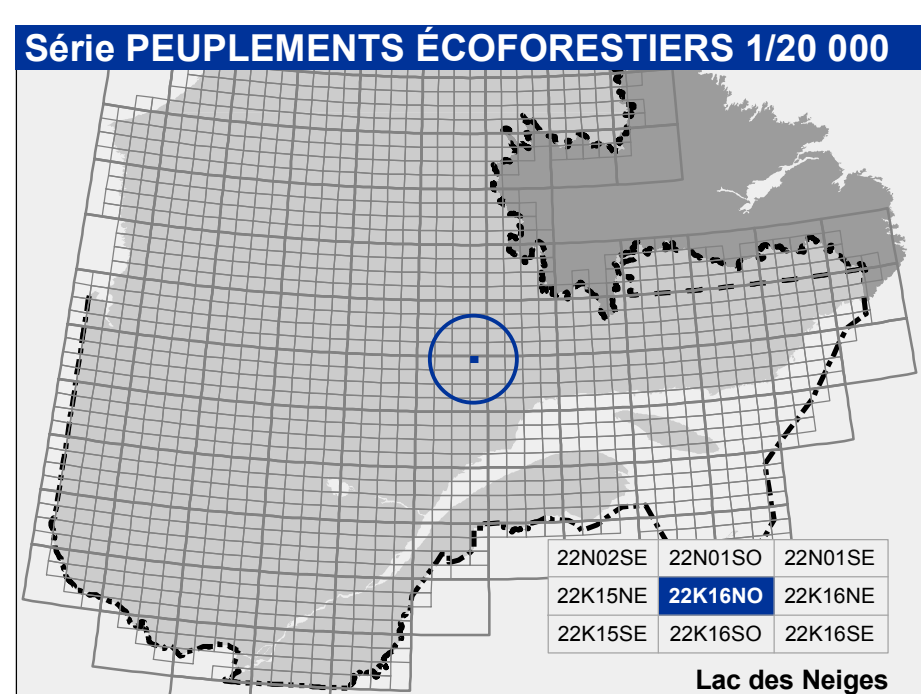 Série PEUPLEMENTS ÉCOFORESTIERS 1/20 000
22N02SE 22N01SO 22N01SE
22K15NE 22K16NO 22K16NE
22K15SE 22K16SO 22K16SE
Lac des Neiges